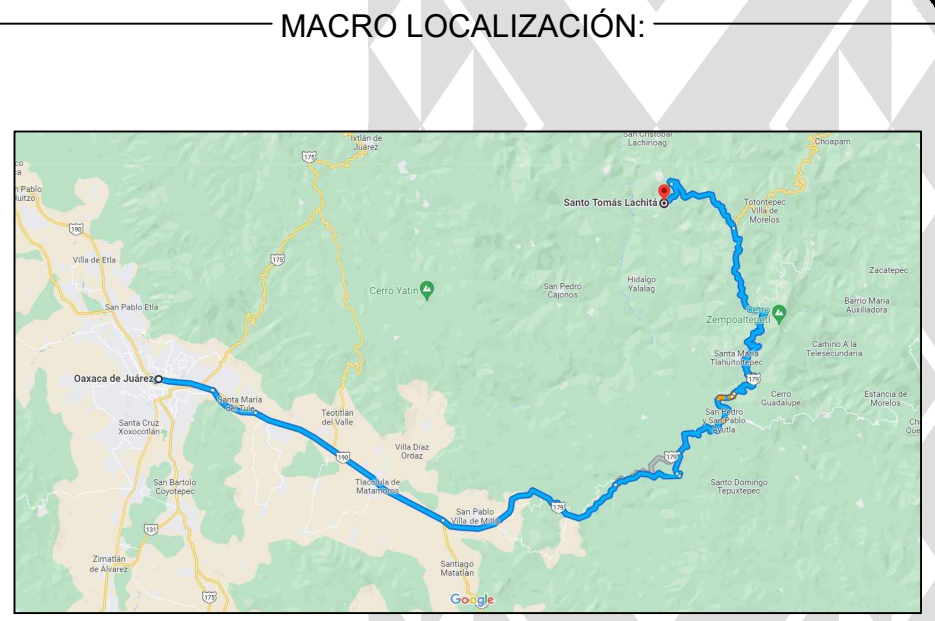 MACRO LOCALIZACIÓN:
Ixtlán de
Juárez
San Cristóbal
Lachirioag
Choapam
175
Santo Tomás Lachitá
Totontepec
Villa de
Morelos
190
Villa de Etla
175
Zacatepec
Cerro Yatin
San Pedro
Cajonos
Hidalgo
Yalalag
San Pablo Etla
Cerro
Zempoaltepetl
Barrio Maria
Auxiliadora
Camino A la
Telesecundaria
Santa María
Tlahuitoltepec
Oaxaca de Juárez
179
Santa María
del Tule
Cerro
Guadalupe
Estancia de
Morelos
Teotitlán
del Valle
San Pedro
y San Pablo
Ayutla
Santa Cruz
Xoxocotlán
Villa Díaz
Ordaz
190
179
San Bartolo
Coyotepec
Tlacolula de
Matamoros
Santo Domingo
Tepuxtepec
179
San Pablo
Villa de Mitla
131
Zimatlán
de Álvarez
Santiago
Matatlán
175
Google